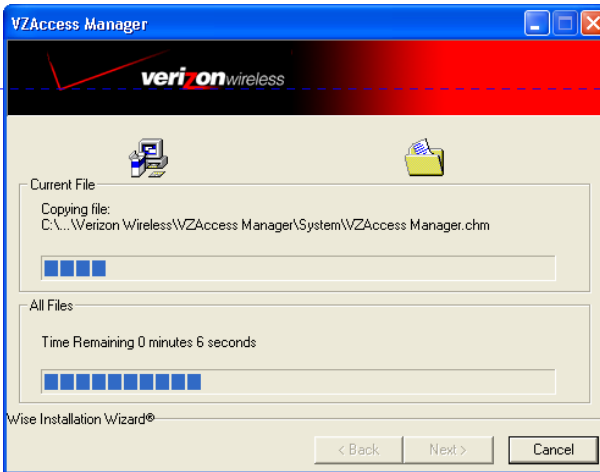 VZAccess Manager
verizonwireless
Current File
Copying file:
C:\...\Verizon Wireless\VZAccess Manager\System\VZAccess Manager.chm
All Files
Time Remaining 0 minutes 6 seconds
Wise Installation Wizard®
< Back Next > Cancel